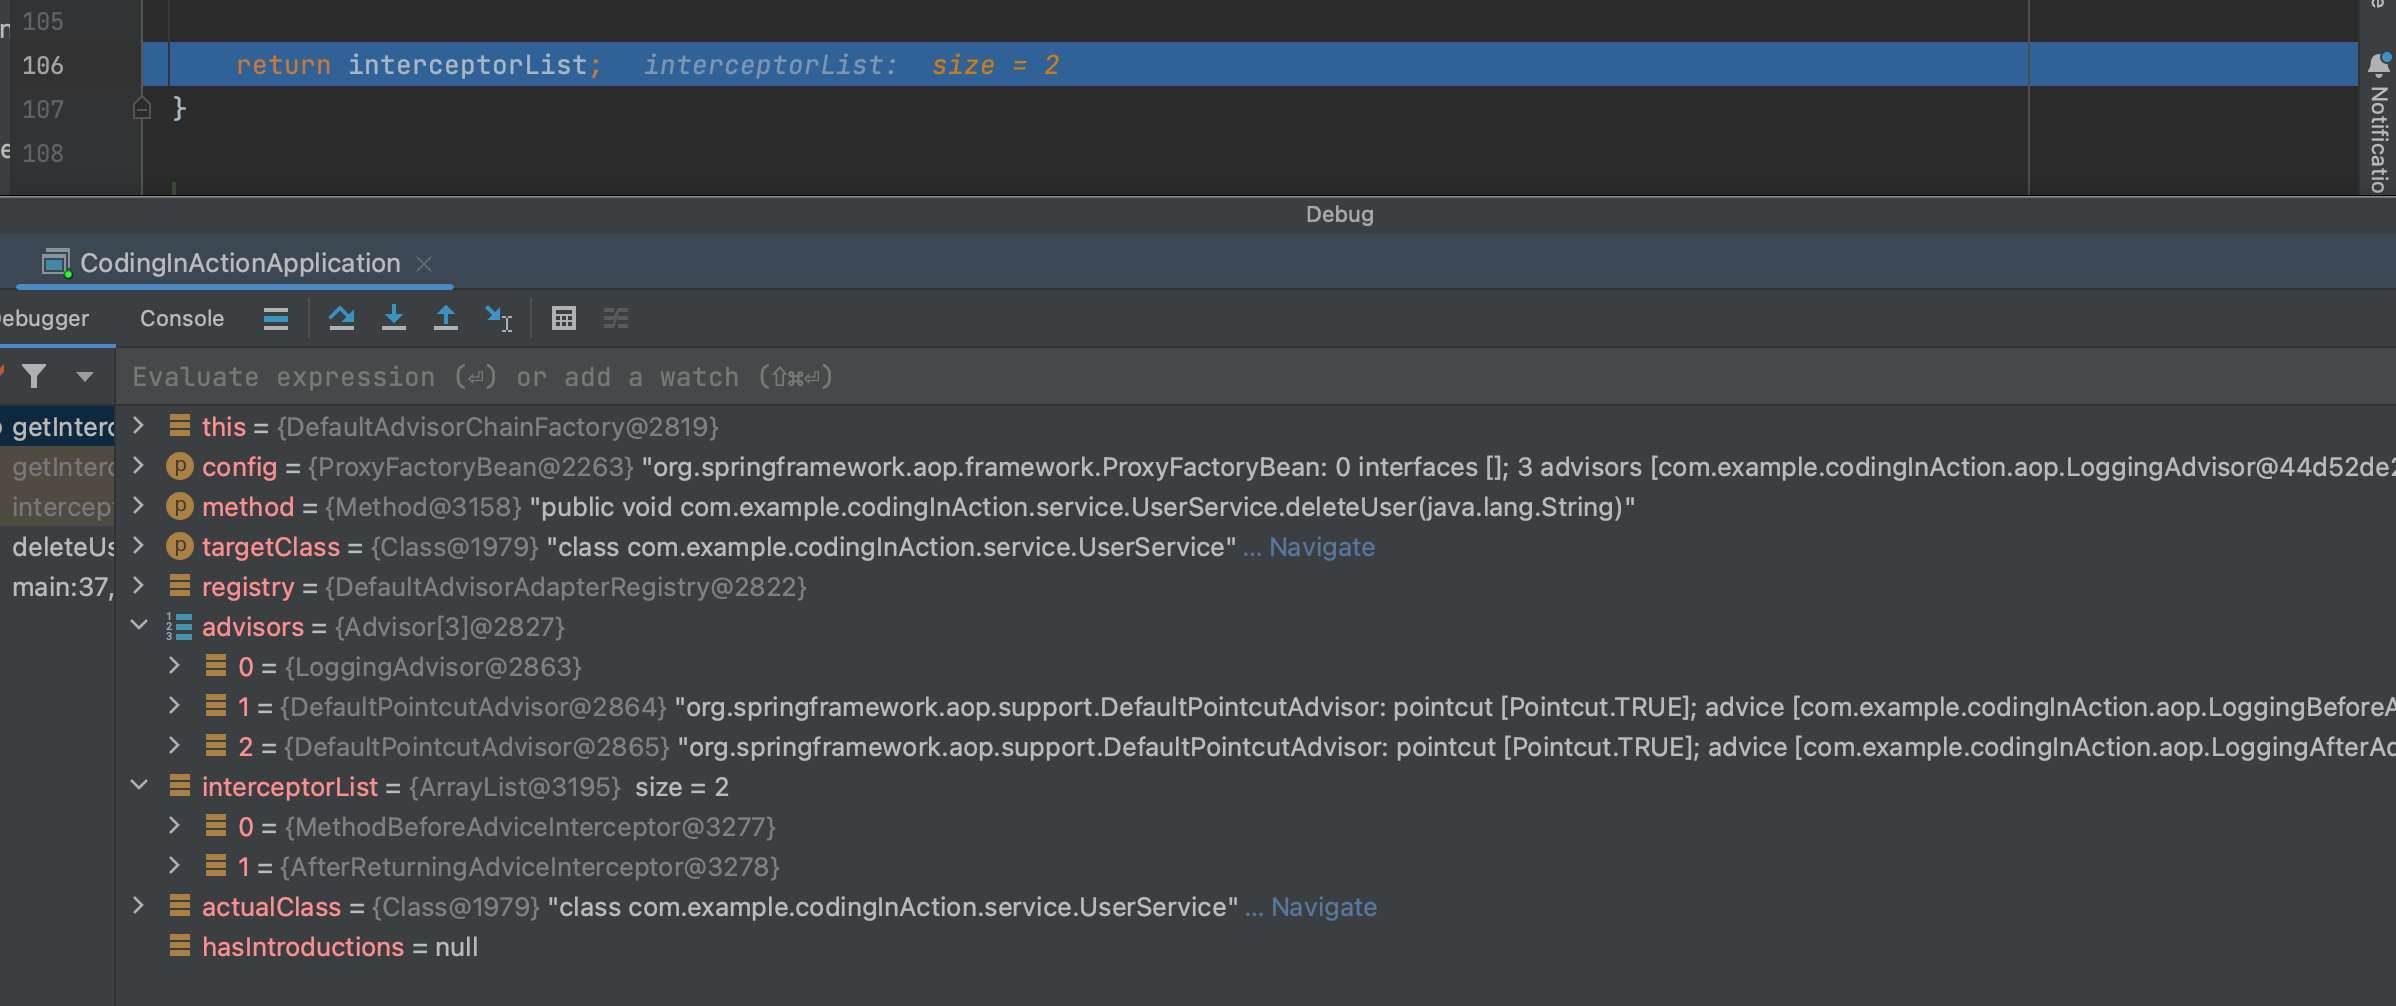 105
106 return interceptorList; interceptorList: size = 2
107 }
108
Notificatio
Debug
CodingInActionApplication
ebugger Console
Evaluate expression (⏎) or add a watch (⇧⌘⏎)
getInterc
getInterc
intercep
deleteUs
main:37,
this = {DefaultAdvisorChainFactory@2819}
config = {ProxyFactoryBean@2263} "org.springframework.aop.framework.ProxyFactoryBean: 0 interfaces []; 3 advisors [com.example.codingInAction.aop.LoggingAdvisor@44d52de2
method = {Method@3158} "public void com.example.codingInAction.service.UserService.deleteUser(java.lang.String)"
targetClass = {Class@1979} "class com.example.codingInAction.service.UserService" ... Navigate
registry = {DefaultAdvisorAdapterRegistry@2822}
advisors = {Advisor[3]@2827}
0 = {LoggingAdvisor@2863}
1 = {DefaultPointcutAdvisor@2864} "org.springframework.aop.support.DefaultPointcutAdvisor: pointcut [Pointcut.TRUE]; advice [com.example.codingInAction.aop.LoggingBeforeA
2 = {DefaultPointcutAdvisor@2865} "org.springframework.aop.support.DefaultPointcutAdvisor: pointcut [Pointcut.TRUE]; advice [com.example.codingInAction.aop.LoggingAfterAd
interceptorList = {ArrayList@3195} size = 2
0 = {MethodBeforeAdviceInterceptor@3277}
1 = {AfterReturningAdviceInterceptor@3278}
actualClass = {Class@1979} "class com.example.codingInAction.service.UserService" ... Navigate
hasIntroductions = null